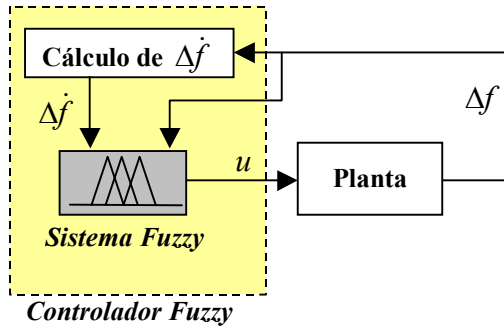 Cálculo de Δḟ
Δḟ
Δf
u
Planta
Sistema Fuzzy
Controlador Fuzzy